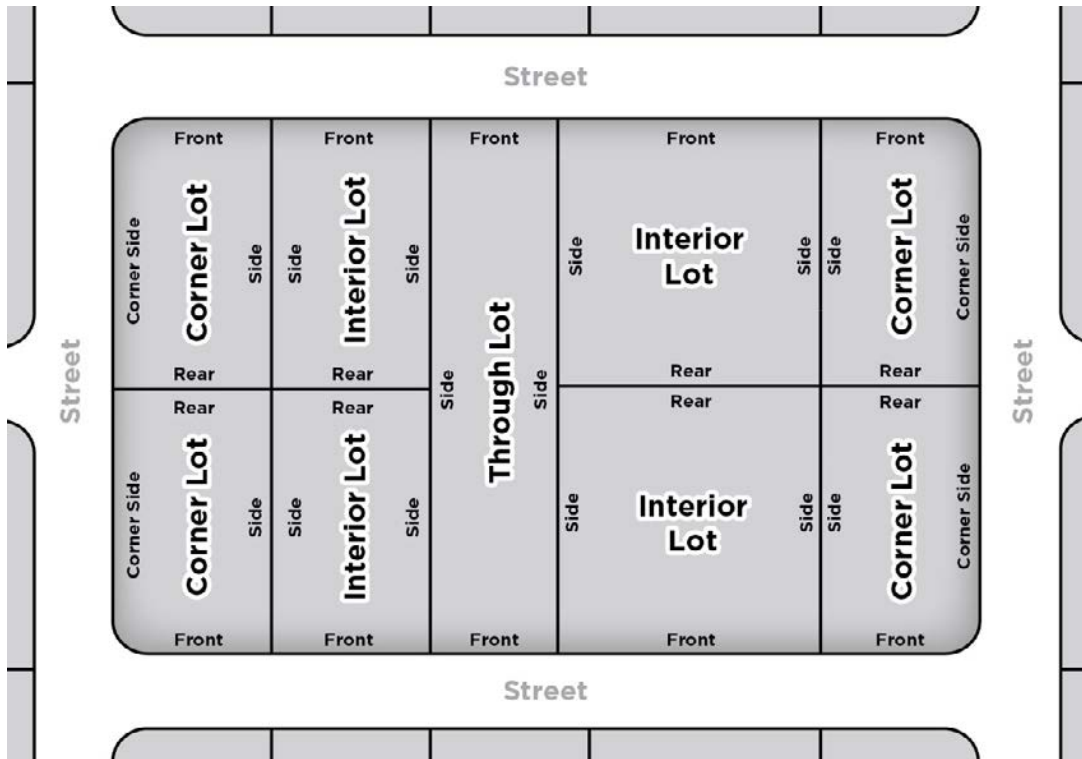 Street
Front
Front
Front
Front
Front
Corner Side
Corner Lot
Side
Side
Interior Lot
Side
Side
Interior
Lot
Side
Side
Corner Lot
Corner Side
Rear
Rear
Rear
Rear
Street
Side
Through Lot
Side
Street
Rear
Rear
Rear
Rear
Corner Side
Corner Lot
Side
Side
Interior Lot
Side
Side
Interior
Lot
Side
Side
Corner Lot
Corner Side
Front
Front
Front
Front
Front
Street